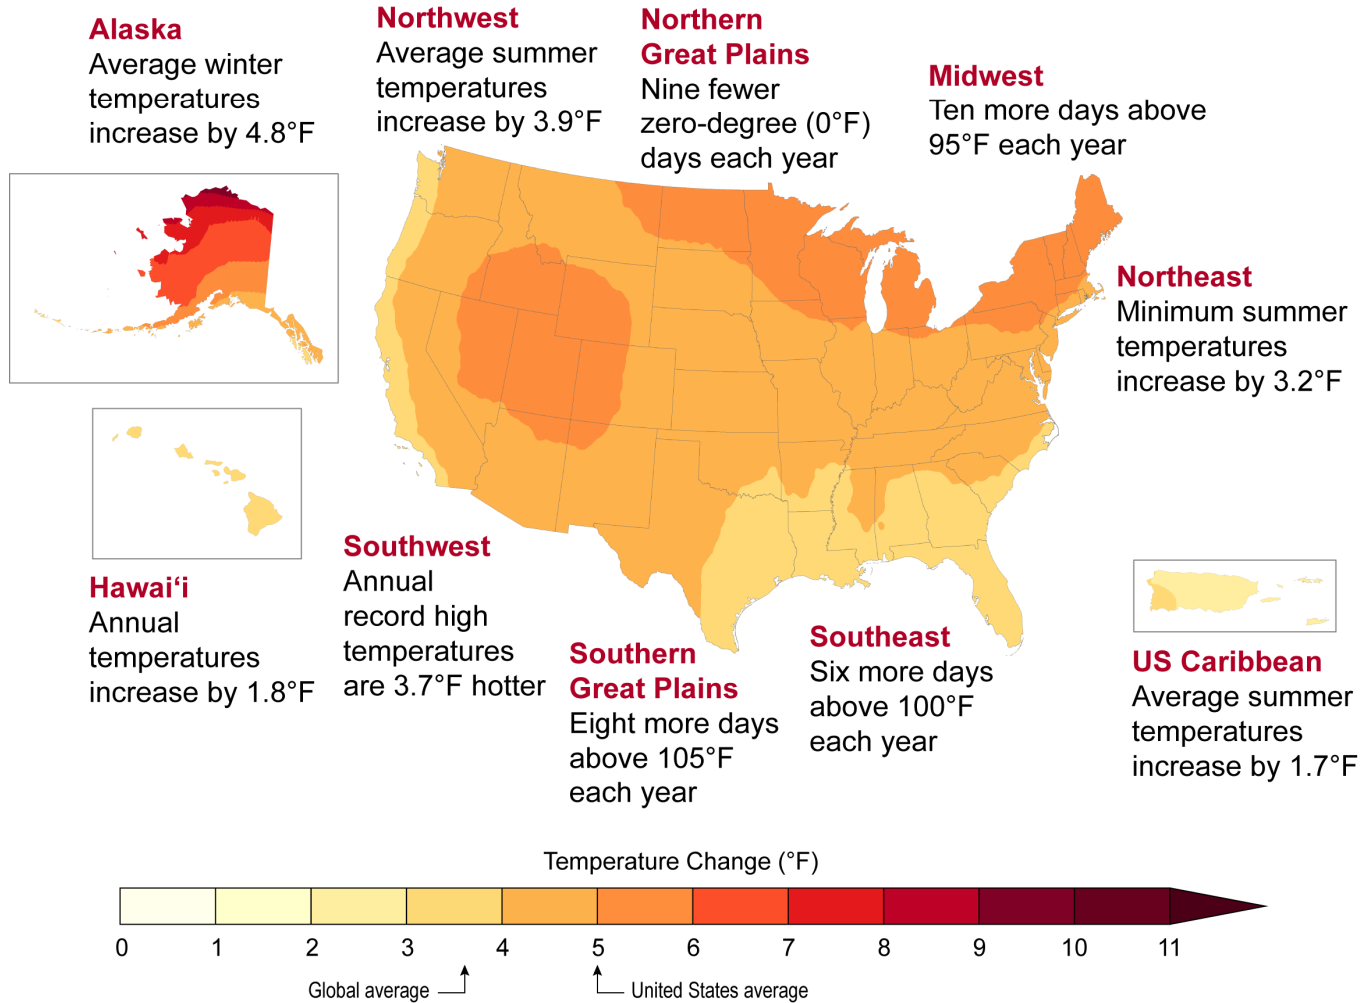 Alaska
Average winter
temperatures
increase by 4.8°F
Northwest
Average summer
temperatures
increase by 3.9°F
Northern
Great Plains
Nine fewer
zero-degree (0°F)
days each year
Midwest
Ten more days above
95°F each year
Northeast
Minimum summer
temperatures
increase by 3.2°F
Hawaiʻi
Annual
temperatures
increase by 1.8°F
Southwest
Annual
record high
temperatures
are 3.7°F hotter
Southern
Great Plains
Eight more days
above 105°F
each year
Southeast
Six more days
above 100°F
each year
US Caribbean
Average summer
temperatures
increase by 1.7°F
Temperature Change (°F)
0 1 2 3 4 5 6 7 8 9 10 11
Global average
United States average